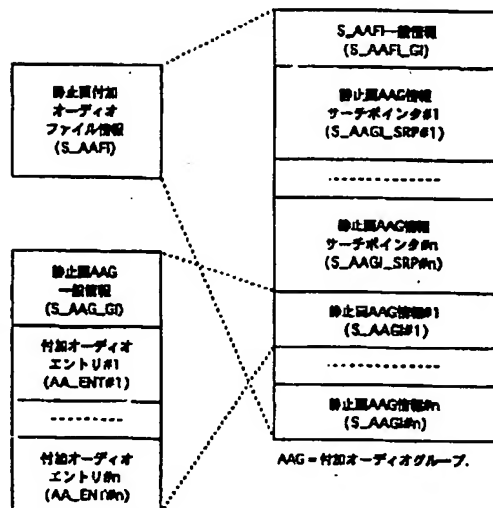 静止画付加
オーディオ
ファイル情報
(S_AAFI)
S_AAFI一般情報
(S_AAFI_GI)
静止画AAG情報
サーチポインタ#1
(S_AAGI_SRP#1)
静止画AAG情報
サーチポインタ#n
(S_AAGI_SRP#n)
静止画AAG情報#1
(S_AAGI#1)
静止画AAG情報#n
(S_AAGI#n)
AAG=付加オーディオグループ.
静止画AAG
一般情報
(S_AAG_GI)
付加オーディオ
エントリ#1
(AA_ENT#1)
付加オーディオ
エントリ#n
(AA_ENT#n)